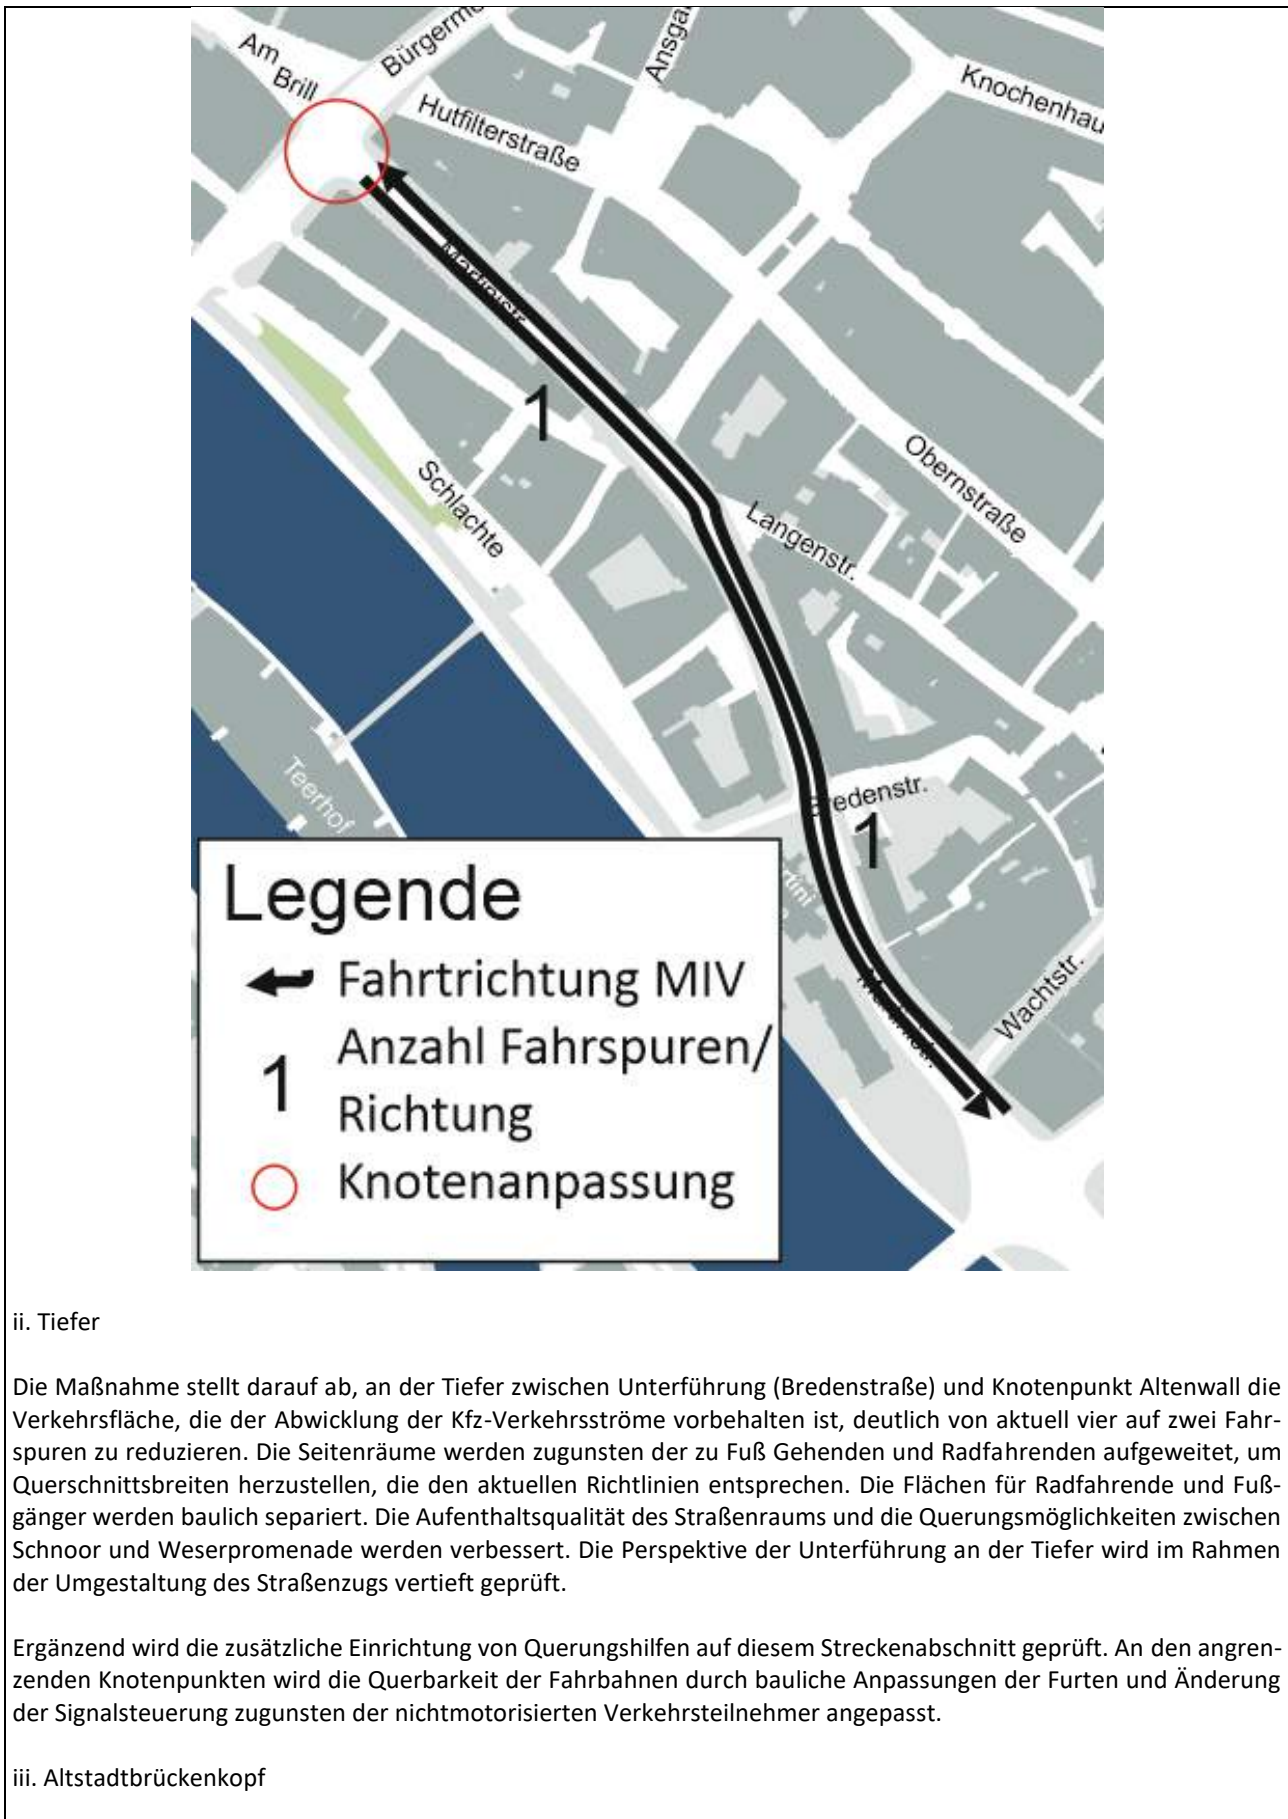 Am
Brill
Bürgerm
Ansga
Knochenhau
Hutfilterstraße
Martinistr.
1
Obernstraße
Schlachte
Langenstr.
Teerhof
Bredenstr.
1
rtini
Wachtstr.
Legende
Fahrtrichtung MIV
Anzahl Fahrspuren/
1
Richtung
Knotenanpassung
ii. Tiefer
Die Maßnahme stellt darauf ab, an der Tiefer zwischen Unterführung (Bredenstraße) und Knotenpunkt Altenwall die
Verkehrsfläche, die der Abwicklung der Kfz-Verkehrsströme vorbehalten ist, deutlich von aktuell vier auf zwei Fahr-
spuren zu reduzieren. Die Seitenräume werden zugunsten der zu Fuß Gehenden und Radfahrenden aufgeweitet, um
Querschnittsbreiten herzustellen, die den aktuellen Richtlinien entsprechen. Die Flächen für Radfahrende und Fuß-
gänger werden baulich separiert. Die Aufenthaltsqualität des Straßenraums und die Querungsmöglichkeiten zwischen
Schnoor und Weserpromenade werden verbessert. Die Perspektive der Unterführung an der Tiefer wird im Rahmen
der Umgestaltung des Straßenzugs vertieft geprüft.
Ergänzend wird die zusätzliche Einrichtung von Querungshilfen auf diesem Streckenabschnitt geprüft. An den angren-
zenden Knotenpunkten wird die Querbarkeit der Fahrbahnen durch bauliche Anpassungen der Furten und Änderung
der Signalsteuerung zugunsten der nichtmotorisierten Verkehrsteilnehmer angepasst.
iii. Altstadtbrückenkopf